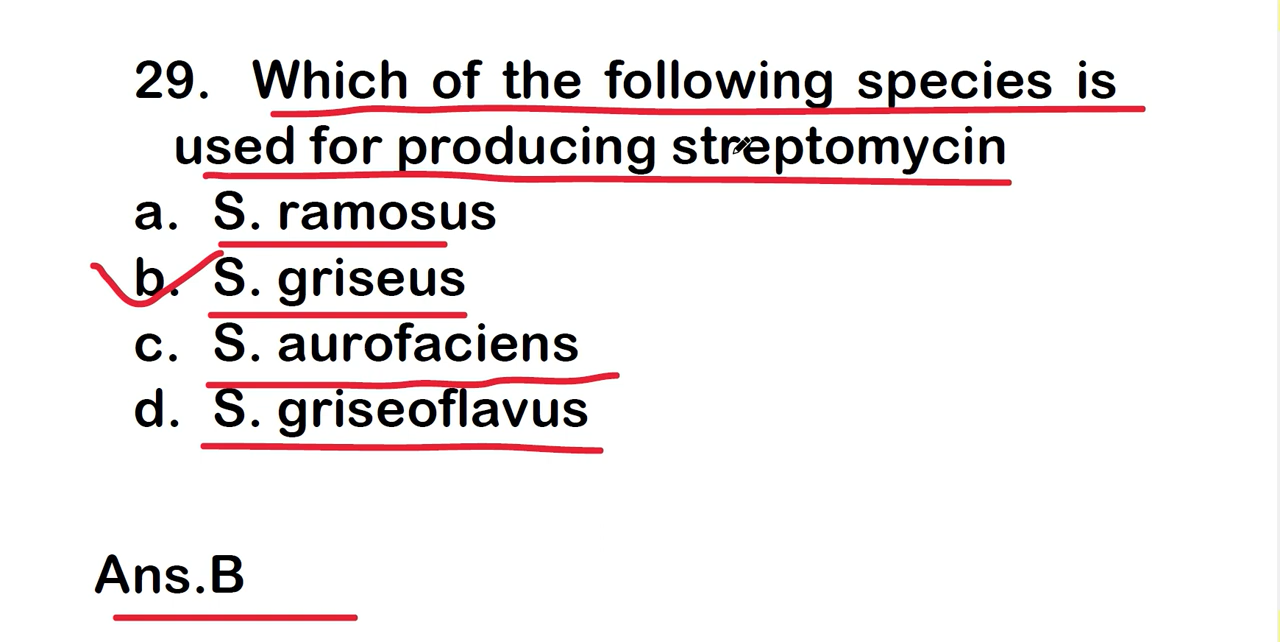 29. Which of the following species is
used for producing streptomycin
a. S. ramosus
b. S. griseus
c. S. aurofaciens
d. S. griseoflavus
Ans.B